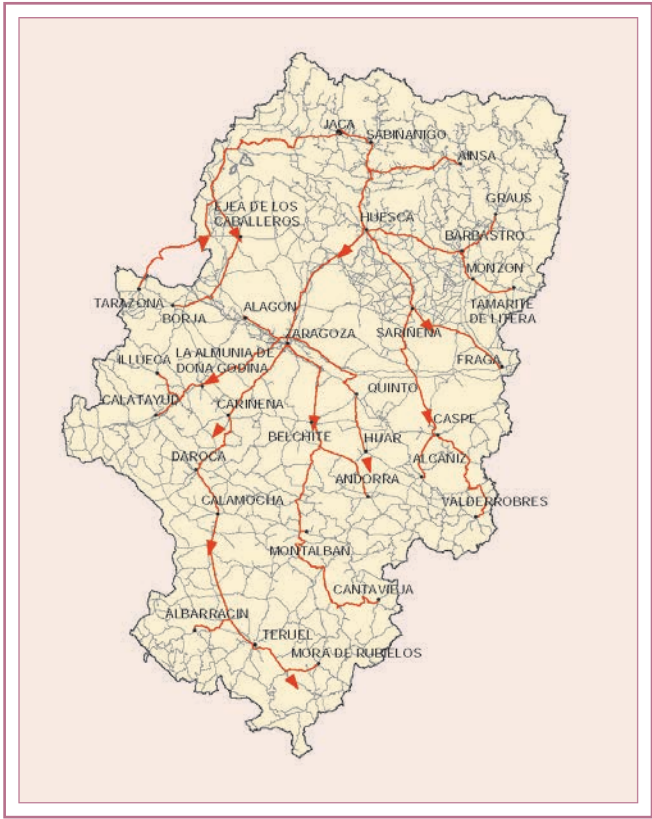 JACA
SABIÑANIGO
AINSA
GRAUS
EJEA DE LOS
CABALLEROS
HUESCA
BARBASTRO
MONZON
TARAZONA
BORJA
ALAGON
TAMARITE
DE LITERA
ZARAGOZA
SARIÑENA
ILLUECA
LA ALMUNIA DE
DOÑA GODINA
FRAGA
CALATAYUD
CARIÑENA
QUINTO
CASPE
BELCHITE
HIJAR
DAROCA
ALCAÑIZ
ANDORRA
CALAMOCHA
VALDERROBRES
MONTALBAN
CANTAVIEJA
ALBARRACIN
TERUEL
MORA DE RUBIELOS